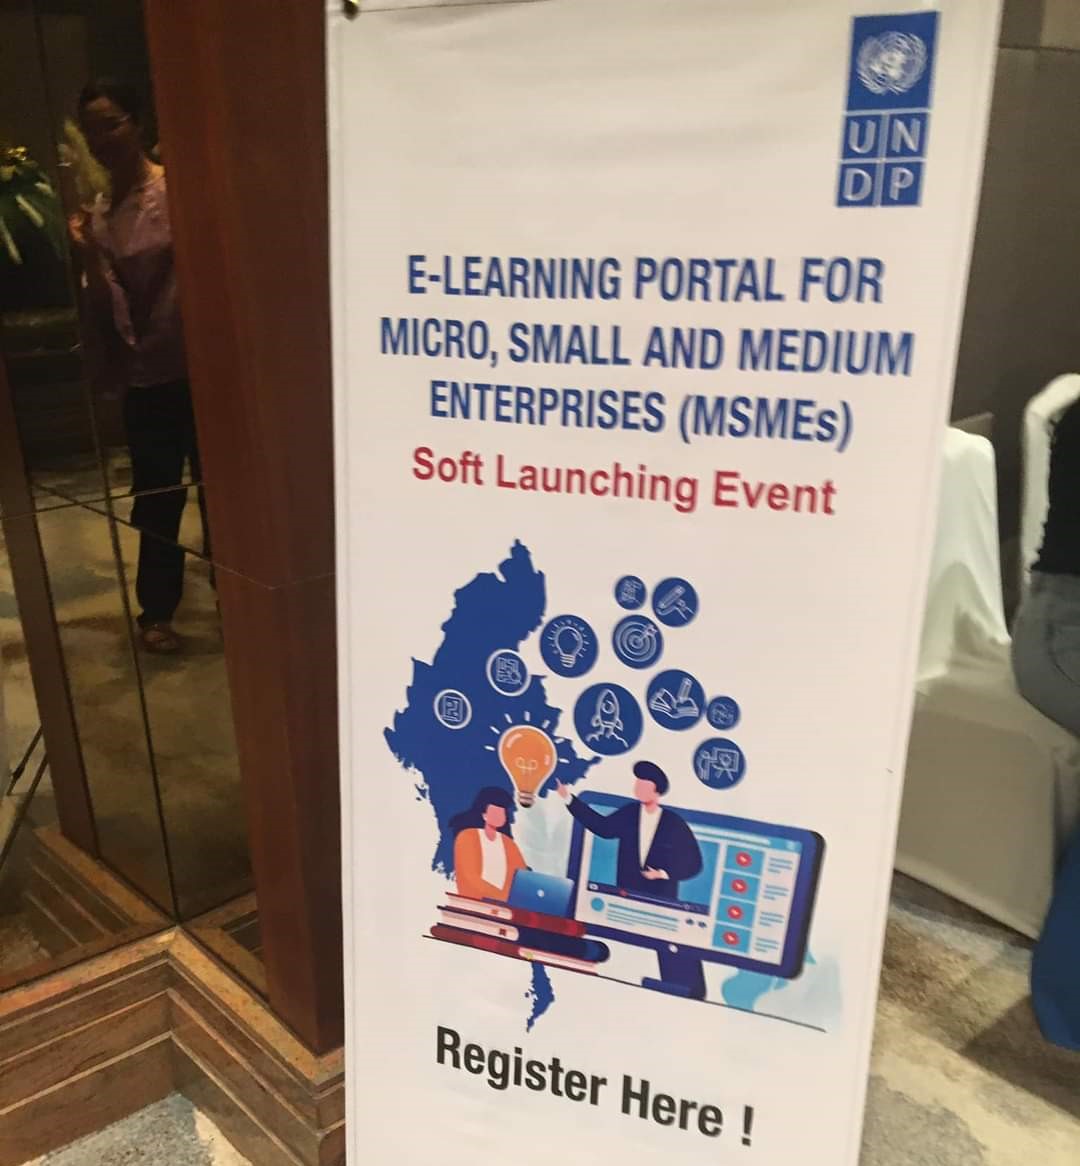 UN
DP
E-LEARNING PORTAL FOR
MICRO, SMALL AND MEDIUM
ENTERPRISES (MSMEs)
Soft Launching Event
Register Here !